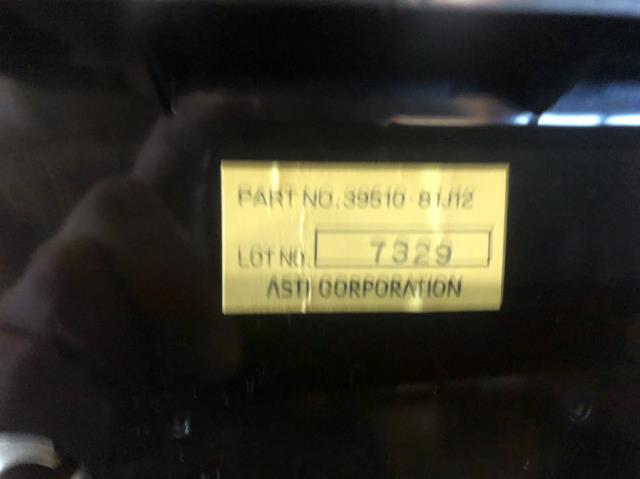 PART NO. 39510-81J12
LOT NO. 7329
ASTI CORPORATION